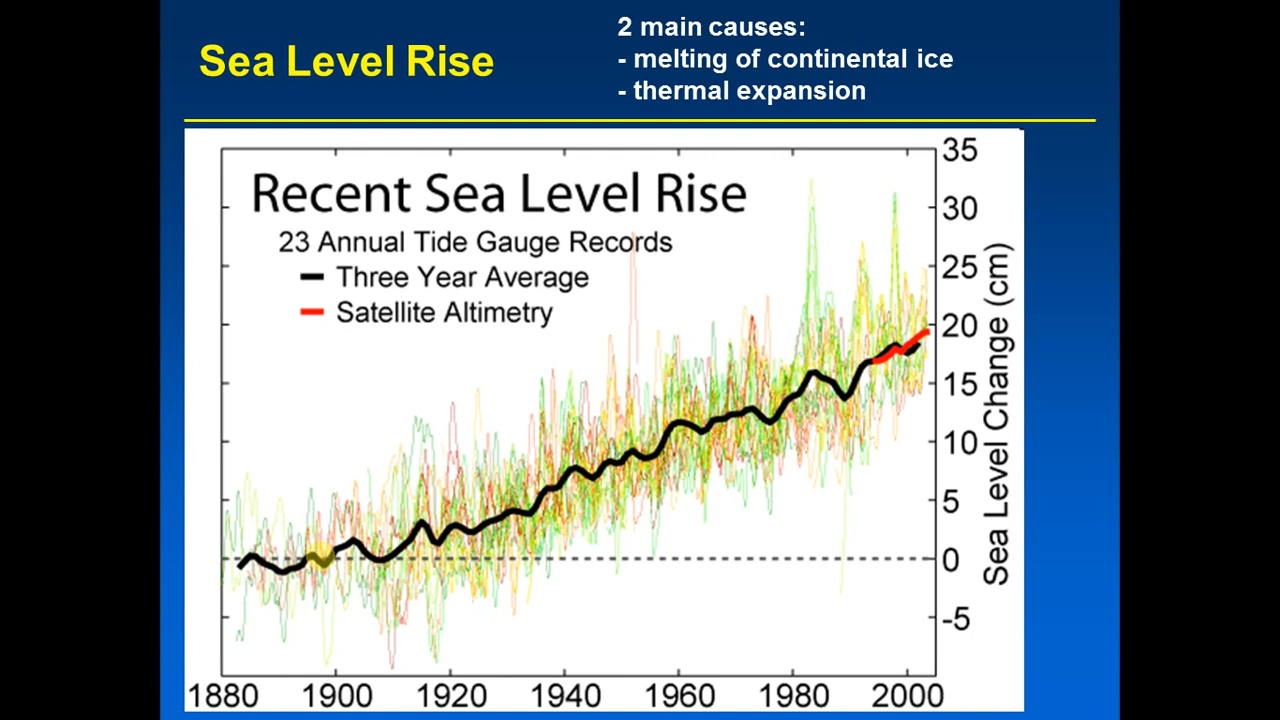 Sea Level Rise
2 main causes:
- melting of continental ice
- thermal expansion
Recent Sea Level Rise
23 Annual Tide Gauge Records
Three Year Average
Satellite Altimetry
35
30
25
20
15
10
5
0
-5
Sea Level Change (cm)
1880 1900 1920 1940 1960 1980 2000